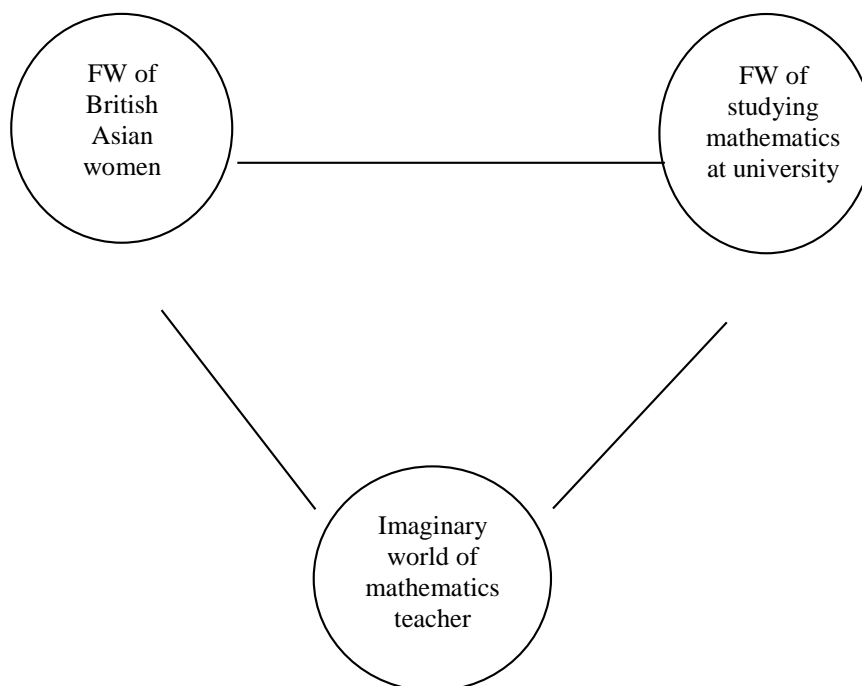 FW of
British
Asian
women
FW of
studying
mathematics
at university
Imaginary
world of
mathematics
teacher